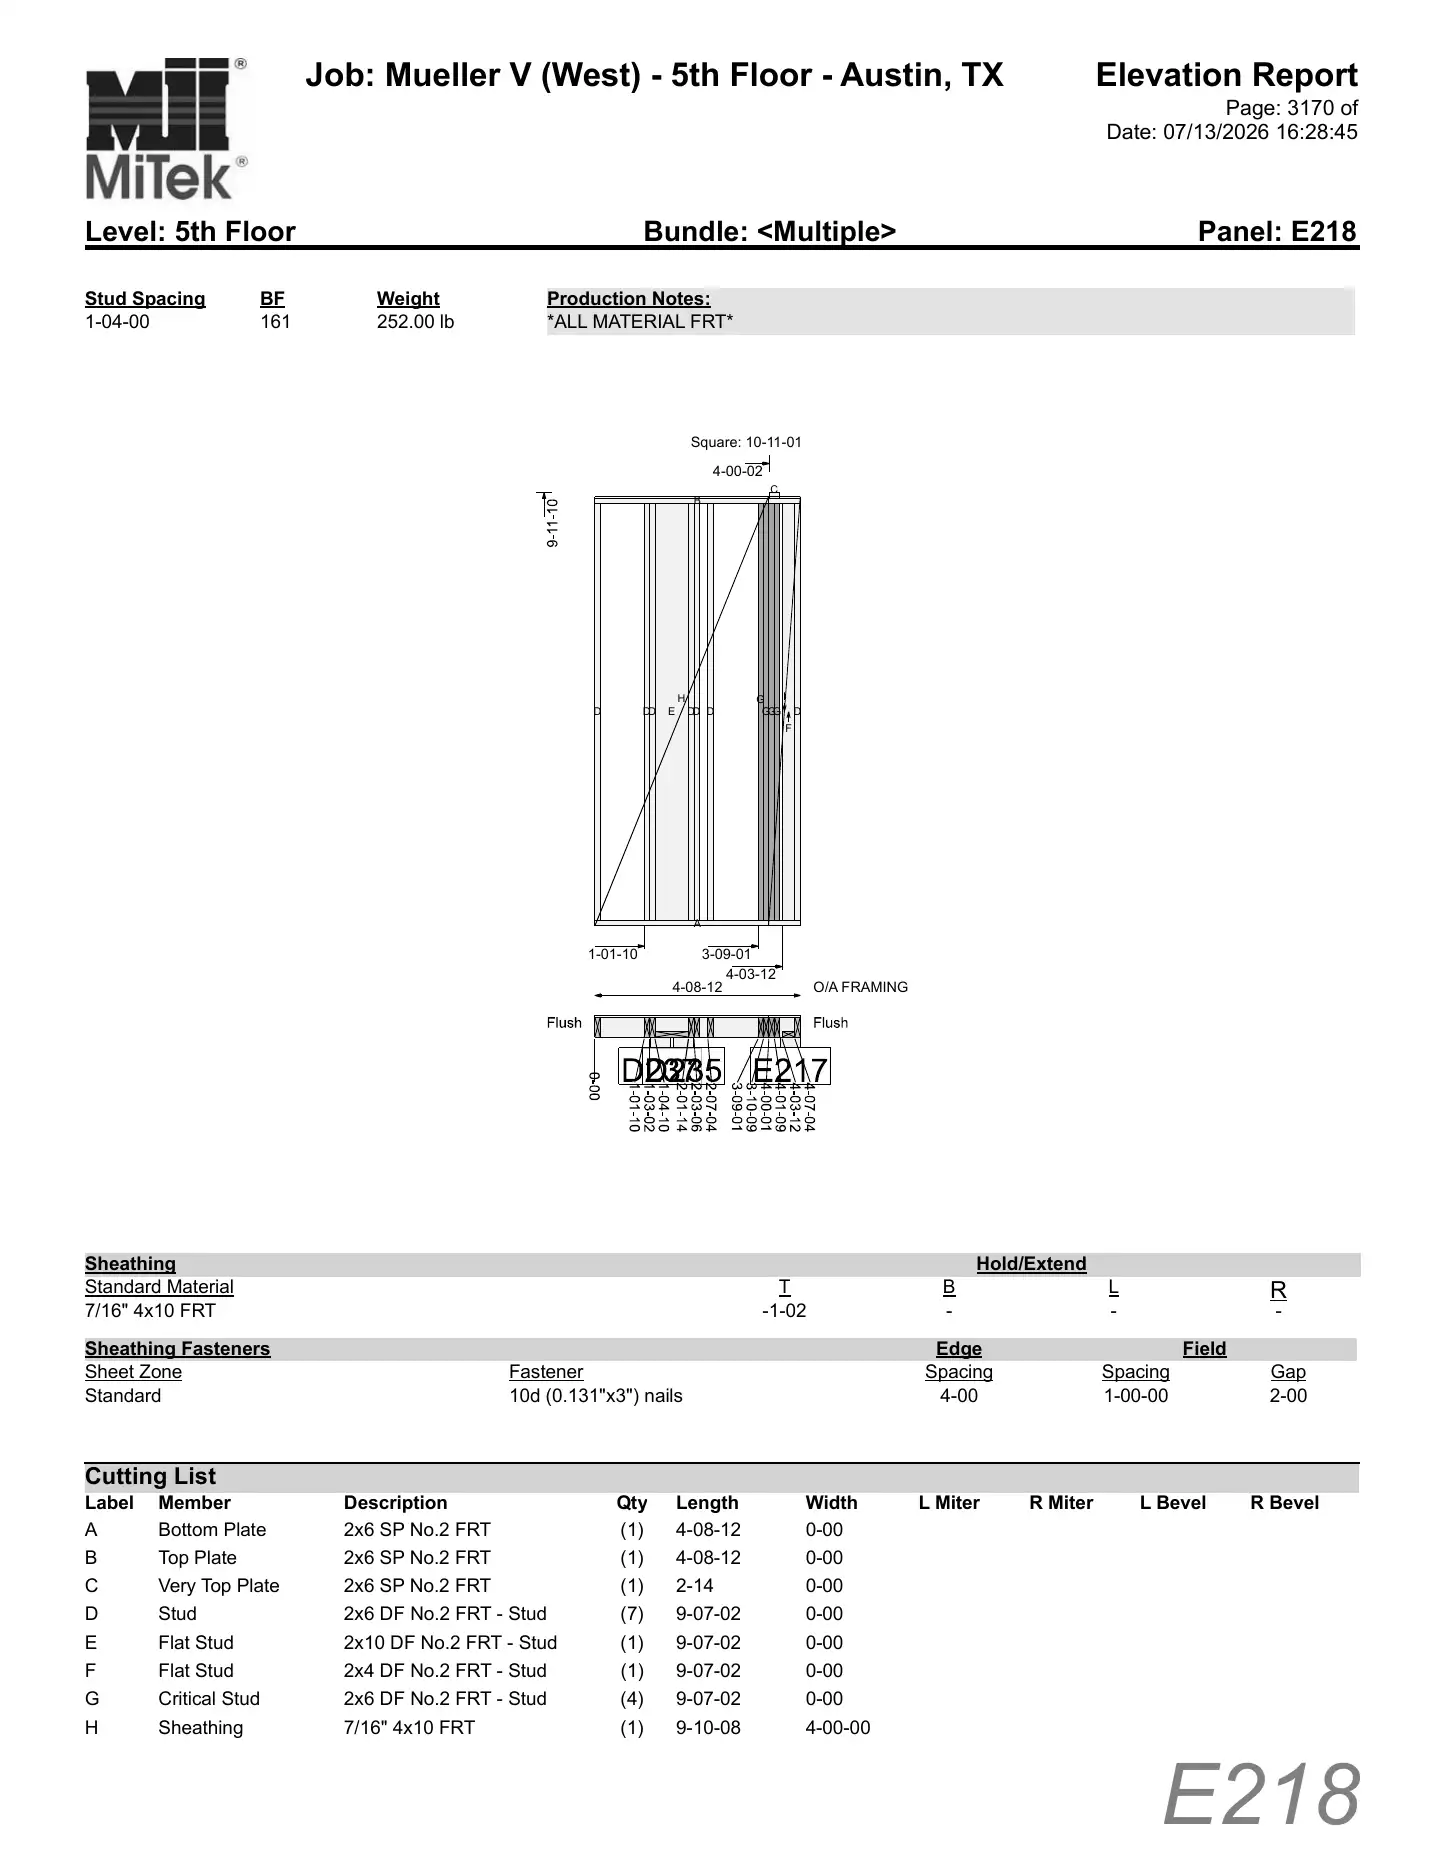 MiTek®
Job: Mueller V (West) - 5th Floor - Austin, TX
Elevation Report
Page: 3170 of
Date: 07/13/2026 16:28:45
Level: 5th Floor Bundle: <Multiple> Panel: E218
Stud Spacing BF Weight Production Notes:
1-04-00 161 252.00 lb *ALL MATERIAL FRT*
Square: 10-11-01
4-00-02
C
B
9-11-10
H G
D DD E DD D GGG D
F
A
1-01-10 3-09-01
4-03-12
4-08-12 O/A FRAMING
Flush Flush
D235 E217
0-00 1-01-10 1-03-02 1-04-10 2-01-14 2-03-06 2-07-04 3-09-01 3-10-09 4-00-01 4-01-09 4-03-12 4-07-04
Sheathing Hold/Extend
Standard Material T B L R
7/16" 4x10 FRT -1-02 - - -
Sheathing Fasteners Edge Field
Sheet Zone Fastener Spacing Spacing Gap
Standard 10d (0.131"x3") nails 4-00 1-00-00 2-00
Cutting List
Label Member Description Qty Length Width L Miter R Miter L Bevel R Bevel
A Bottom Plate 2x6 SP No.2 FRT (1) 4-08-12 0-00
B Top Plate 2x6 SP No.2 FRT (1) 4-08-12 0-00
C Very Top Plate 2x6 SP No.2 FRT (1) 2-14 0-00
D Stud 2x6 DF No.2 FRT - Stud (7) 9-07-02 0-00
E Flat Stud 2x10 DF No.2 FRT - Stud (1) 9-07-02 0-00
F Flat Stud 2x4 DF No.2 FRT - Stud (1) 9-07-02 0-00
G Critical Stud 2x6 DF No.2 FRT - Stud (4) 9-07-02 0-00
H Sheathing 7/16" 4x10 FRT (1) 9-10-08 4-00-00
E218